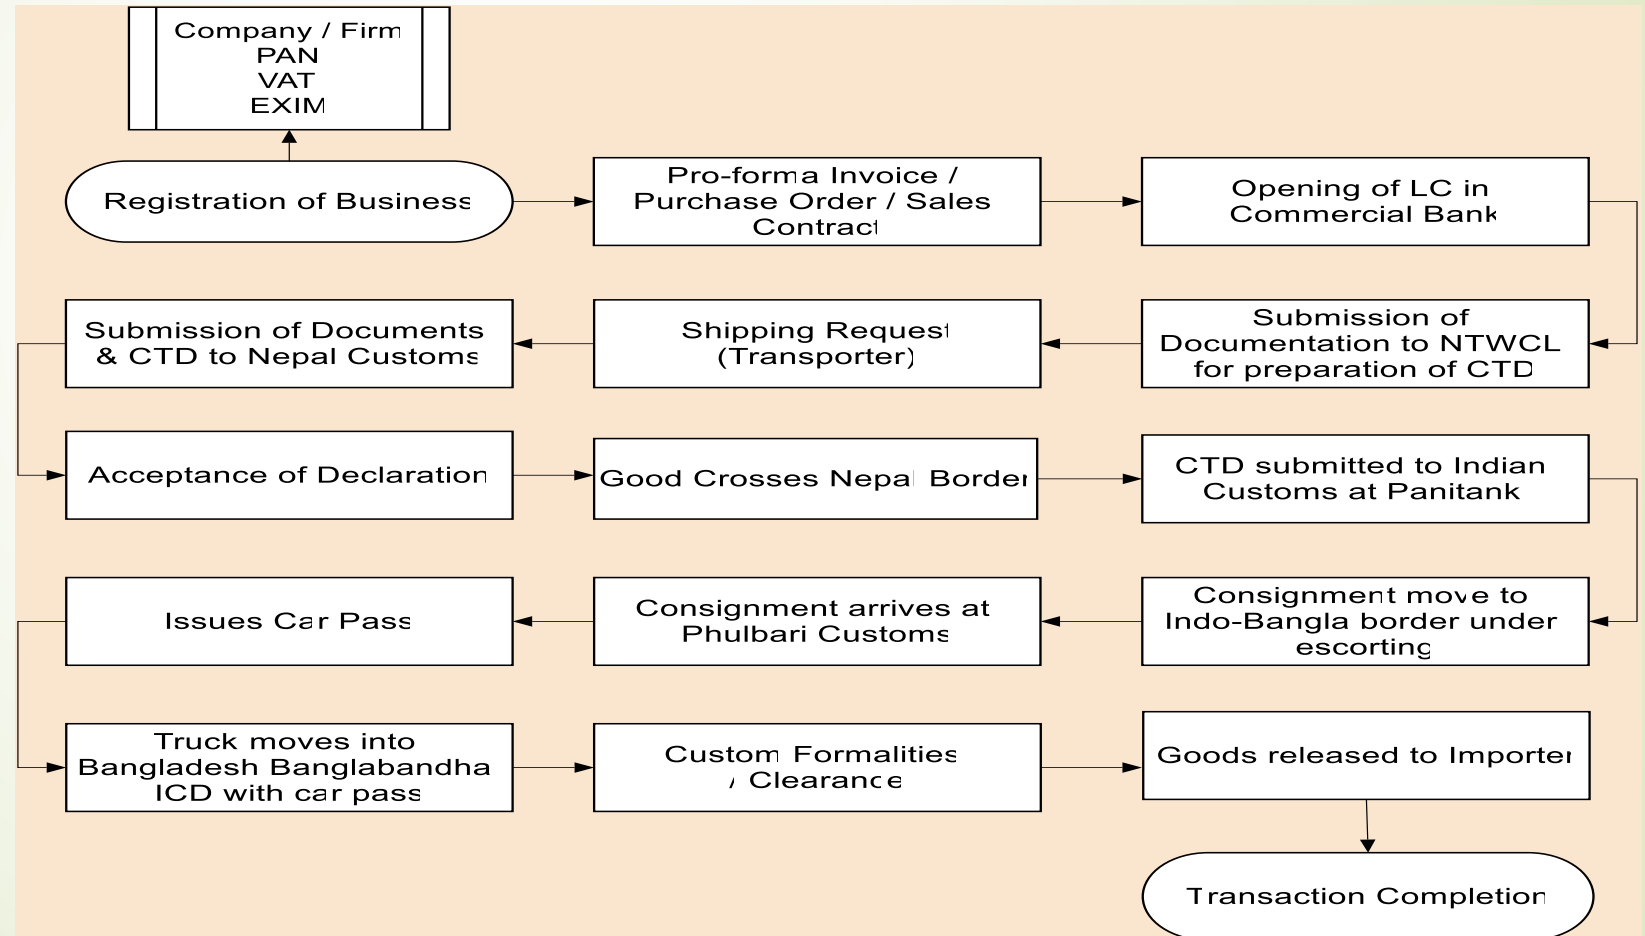 Company / Firm
PAN
VAT
EXIM
Registration of Business
Pro-forma Invoice /
Purchase Order / Sales
Contract
Opening of LC in
Commercial Bank
Submission of
Documentation to NTWCL
for preparation of CTD
Shipping Request
(Transporter)
Submission of Documents
& CTD to Nepal Customs
Acceptance of Declaration
Good Crosses Nepal Border
CTD submitted to Indian
Customs at Panitank
Consignment move to
Indo-Bangla border under
escorting
Consignment arrives at
Phulbari Customs
Issues Car Pass
Truck moves into
Bangladesh Banglabandha
ICD with car pass
Custom Formalities
/ Clearance
Goods released to Importer
Transaction Completion